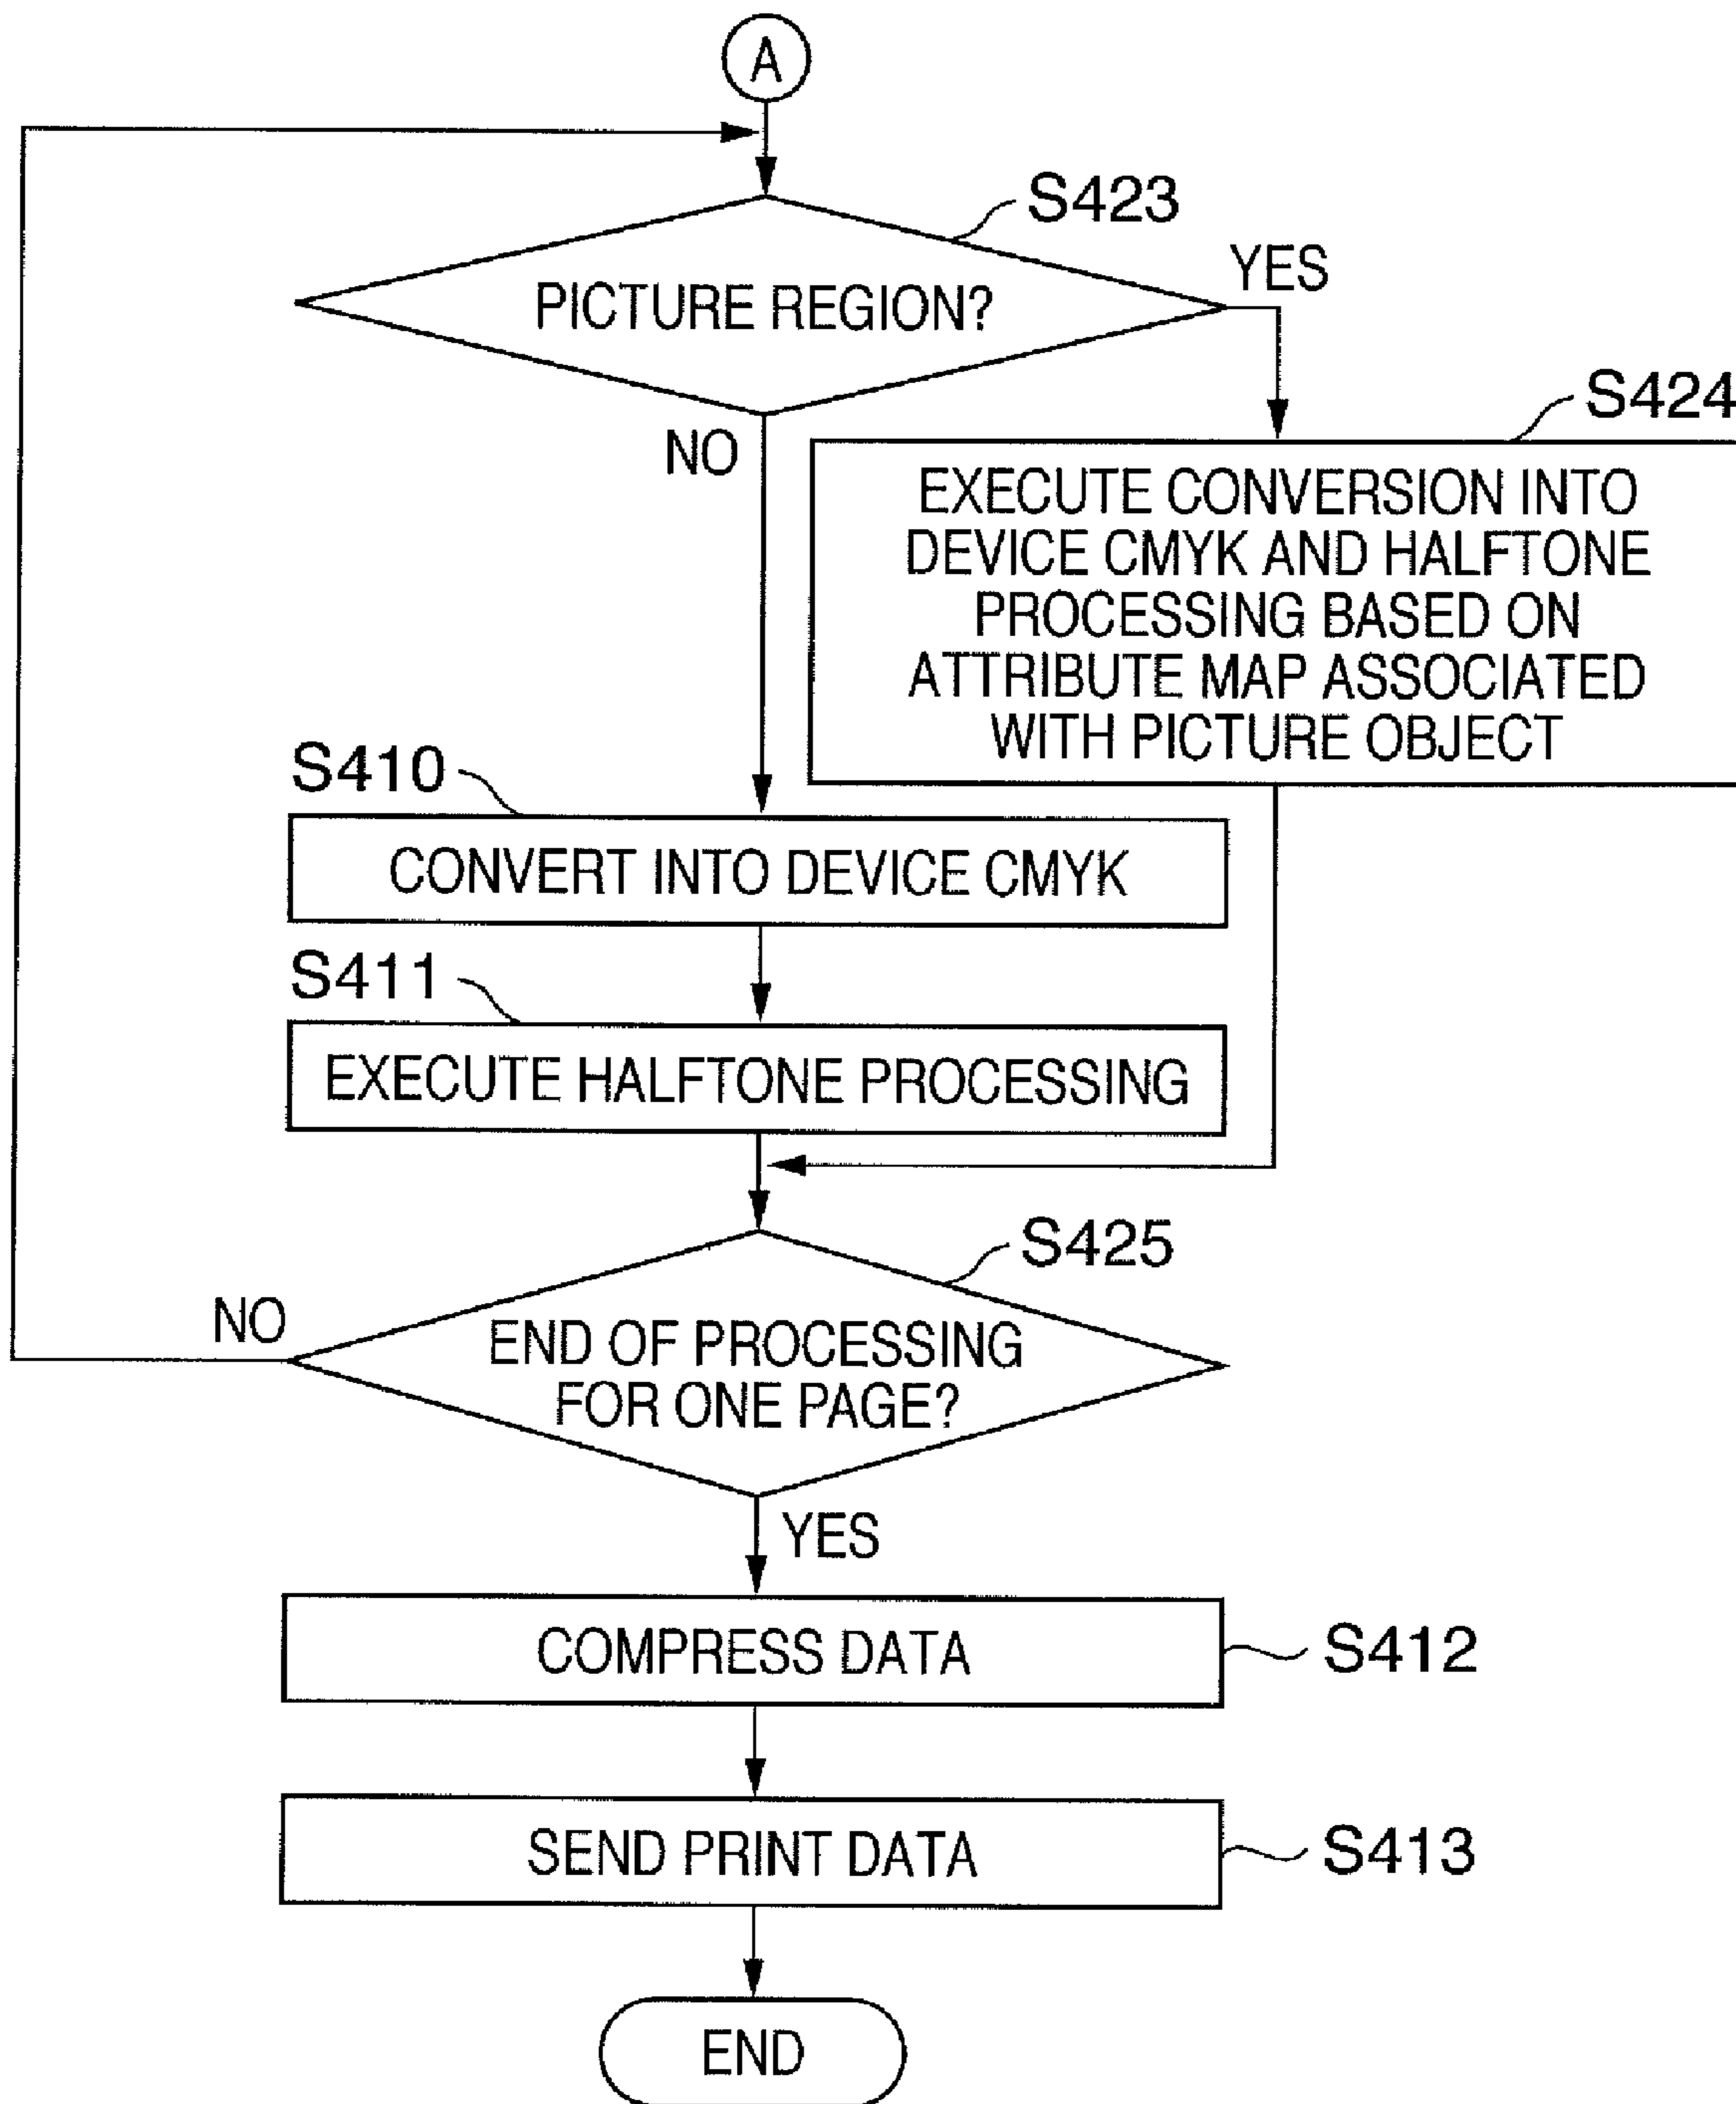 A
S423
PICTURE REGION?
YES
NO
S424
EXECUTE CONVERSION INTO
DEVICE CMYK AND HALFTONE
PROCESSING BASED ON
ATTRIBUTE MAP ASSOCIATED
WITH PICTURE OBJECT
S410
CONVERT INTO DEVICE CMYK
S411
EXECUTE HALFTONE PROCESSING
S425
NO
END OF PROCESSING
FOR ONE PAGE?
YES
COMPRESS DATA
S412
SEND PRINT DATA
S413
END